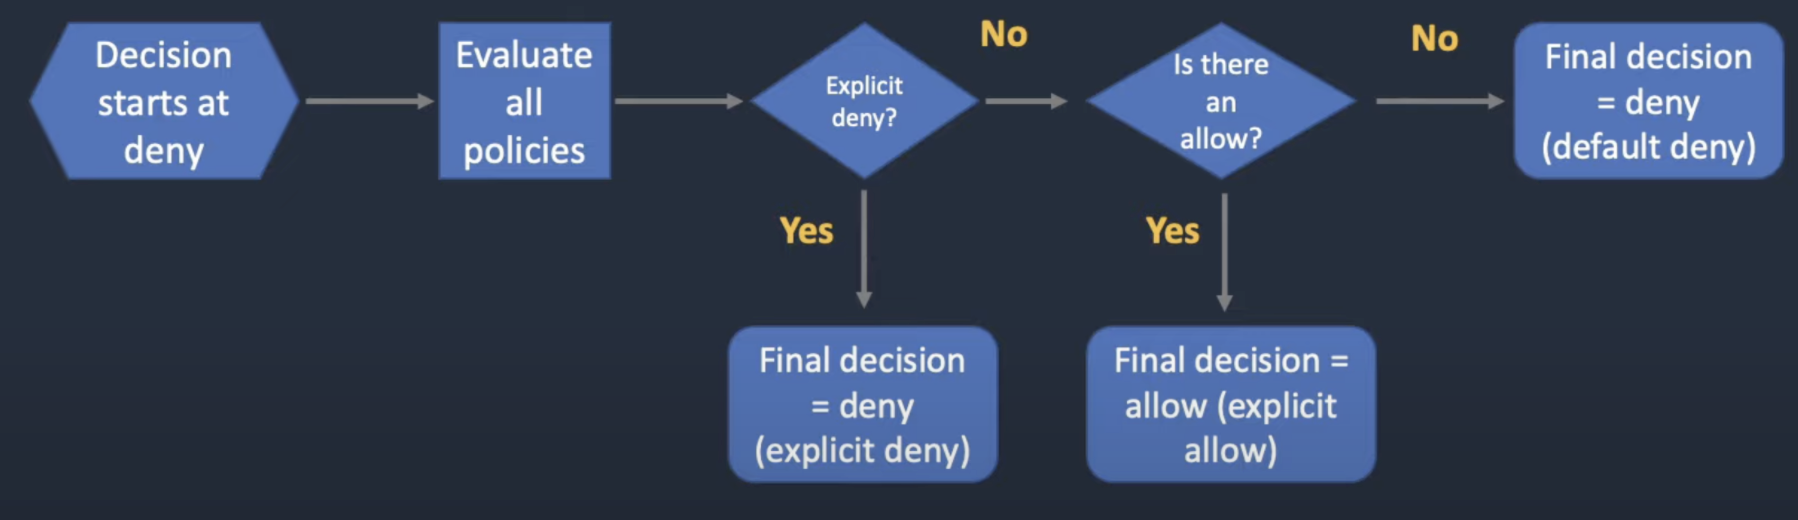 Decision
starts at
deny
Evaluate
all
policies
Explicit
deny?
No
Is there
an
allow?
No
Final decision
= deny
(default deny)
Yes
Yes
Final decision
= deny
(explicit deny)
Final decision =
allow (explicit
allow)